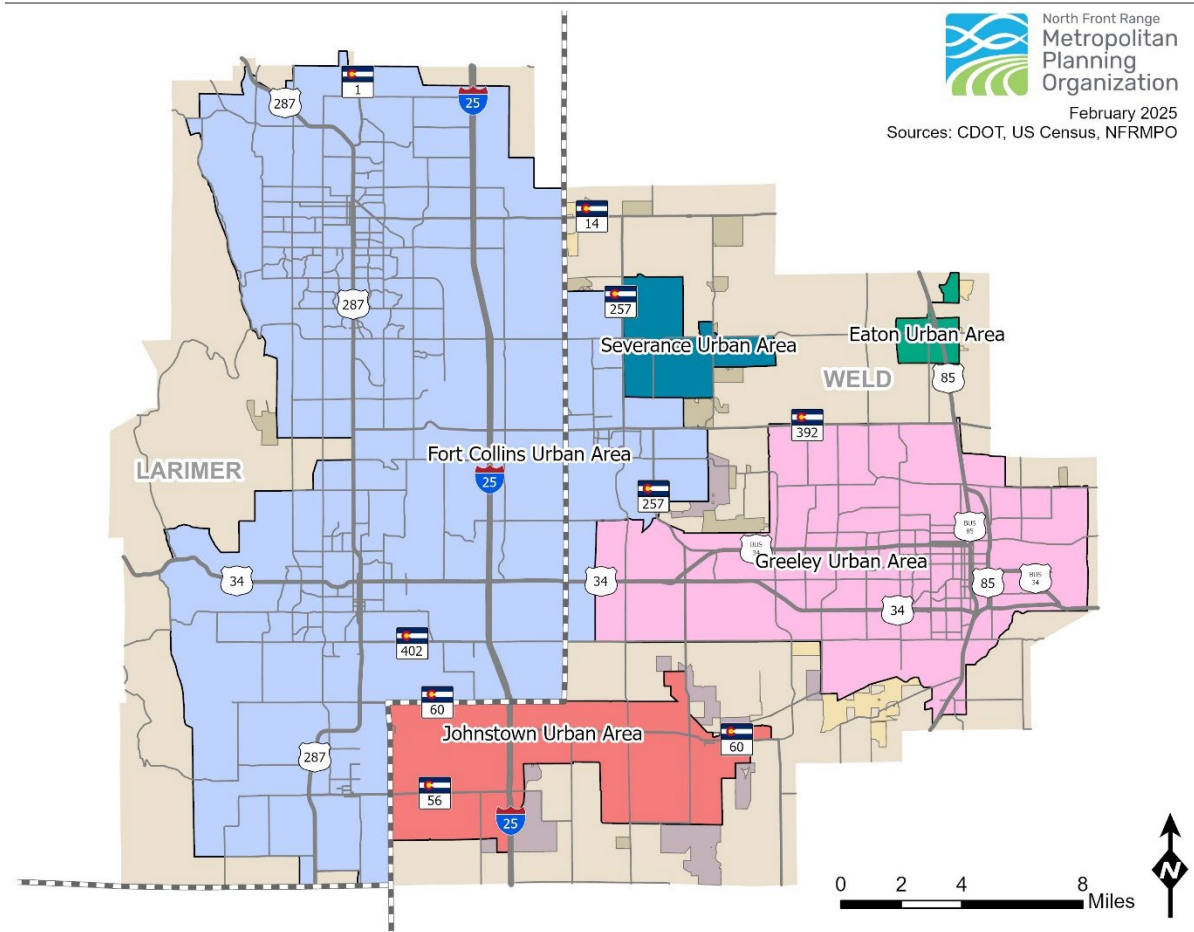 North Front Range
Metropolitan
Planning
Organization
February 2025
Sources: CDOT, US Census, NFRMPO
1
287
25
14
287
257
Severance Urban Area
Eaton Urban Area
WELD
85
392
Fort Collins Urban Area
LARIMER
25
257
BUS
85
BUS
34
Greeley Urban Area
34
34
85
BUS
34
34
402
60
Johnstown Urban Area
60
287
56
25
0 2 4 8
Miles
N